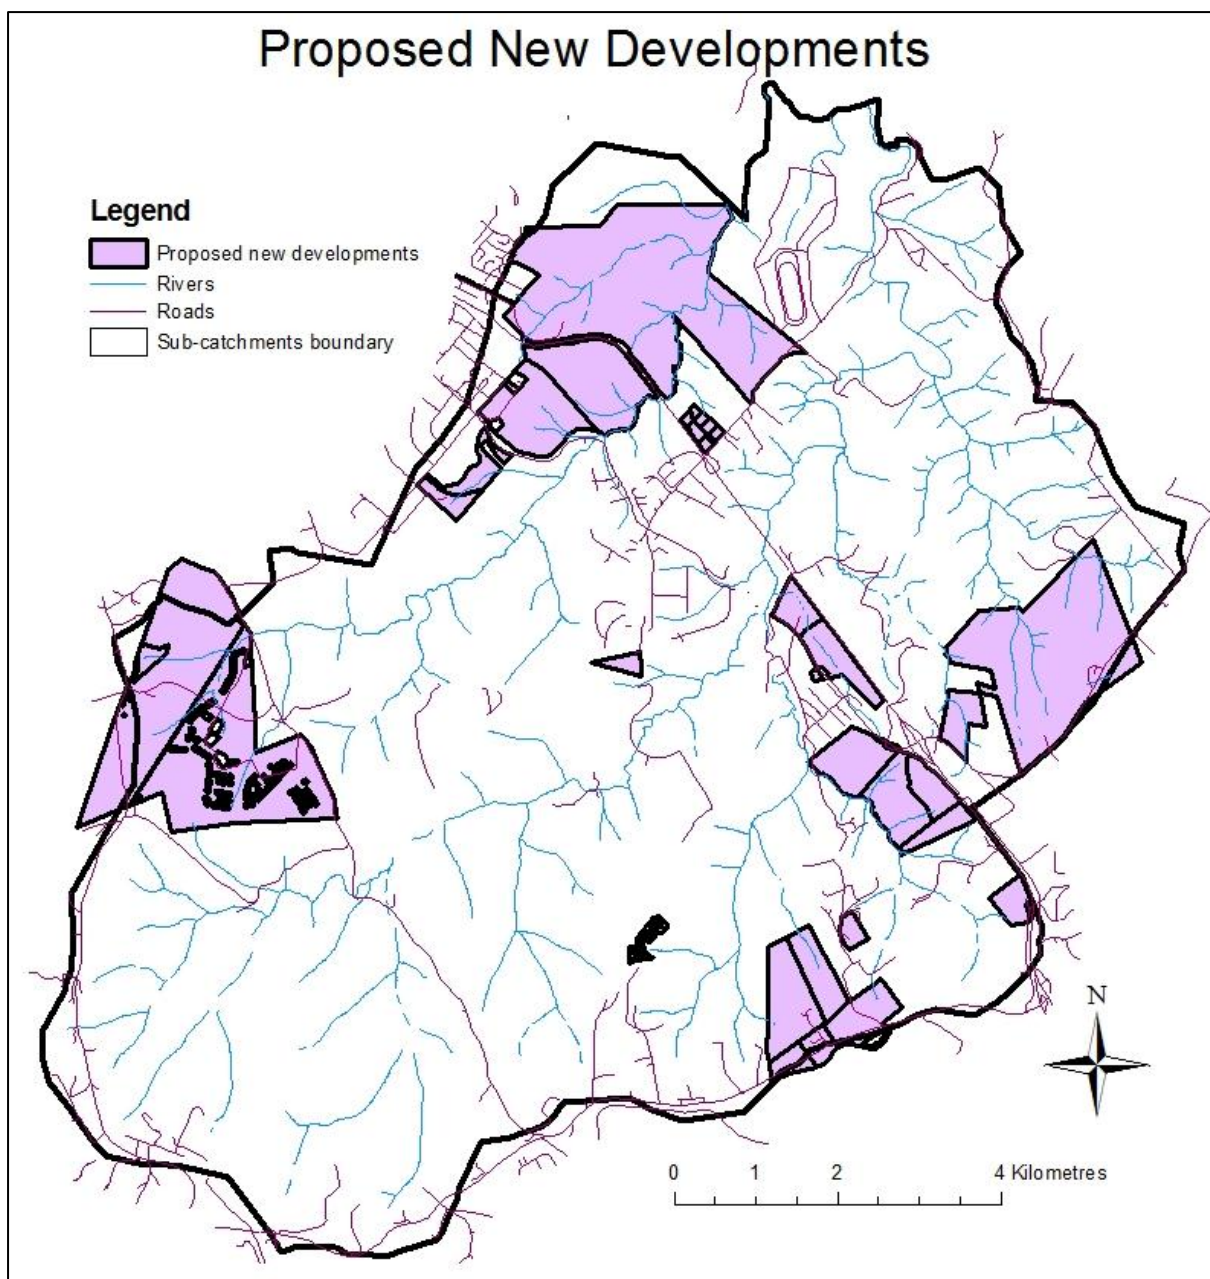 Proposed New Developments
Legend
Proposed new developments
Rivers
Roads
Sub-catchments boundary
N
0 1 2 4 Kilometres